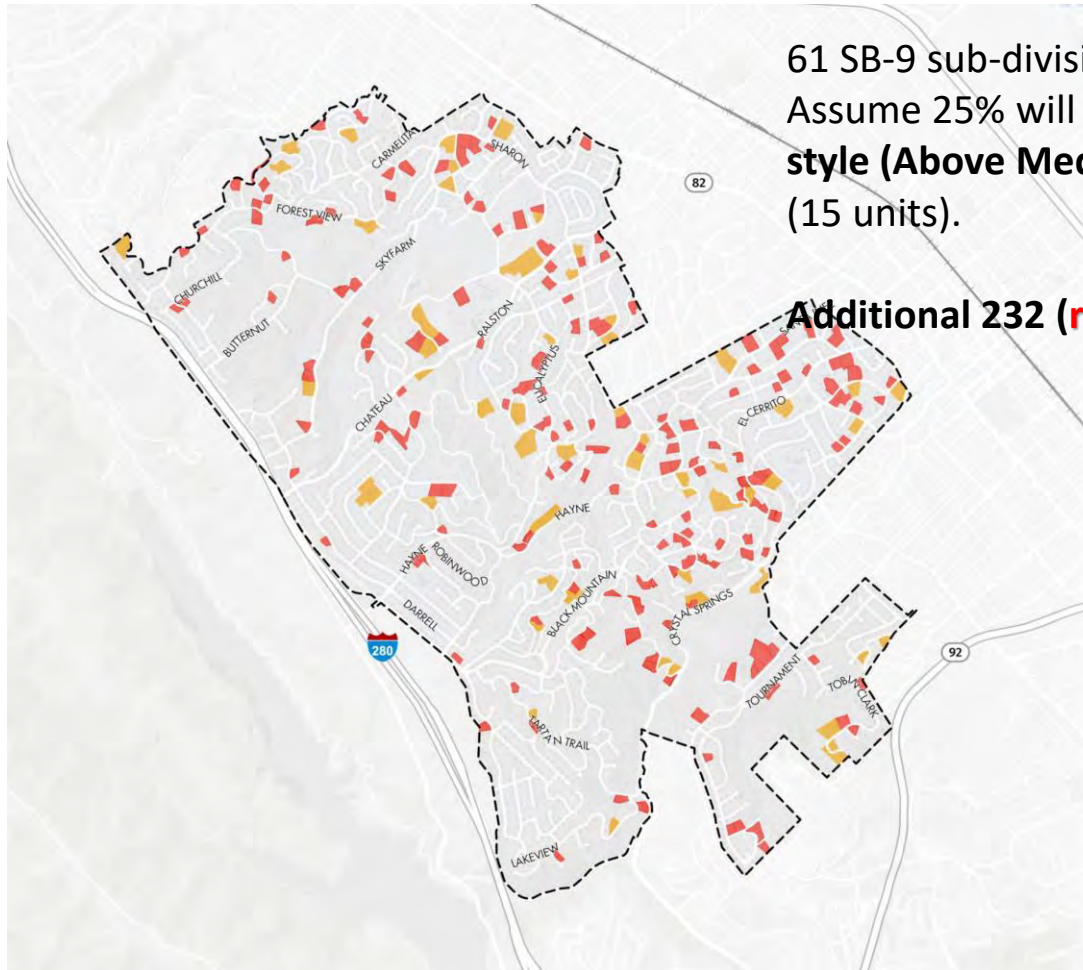 61 SB-9 sub-divisi
Assume 25% will
style (Above Med
(15 units).
Additional 232 (r
82
CARMELITA
SHARON
FOREST VIEW
SKYFARM
CHURCHILL
BUTTERNUT
RALSTON
EUCALYPTUS
CHATEAU
EL CERRITO
HAYNE
HAYNE
ROBINWOOD
DARRELL
BLACK MOUNTAIN
CRYSTAL SPRINGS
280
92
TOURNAMENT
TOBIN CLARK
TARTAN TRAIL
LAKEVIEW